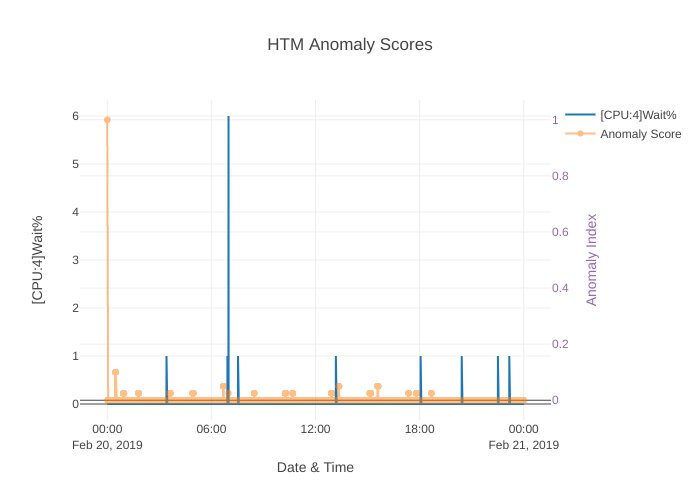 HTM Anomaly Scores
[CPU:4]Wait%
Anomaly Score
6
5
4
3
2
1
0
[CPU:4]Wait%
1
0.8
0.6
0.4
0.2
0
Anomaly Index
00:00
Feb 20, 2019
06:00
12:00
18:00
00:00
Feb 21, 2019
Date & Time